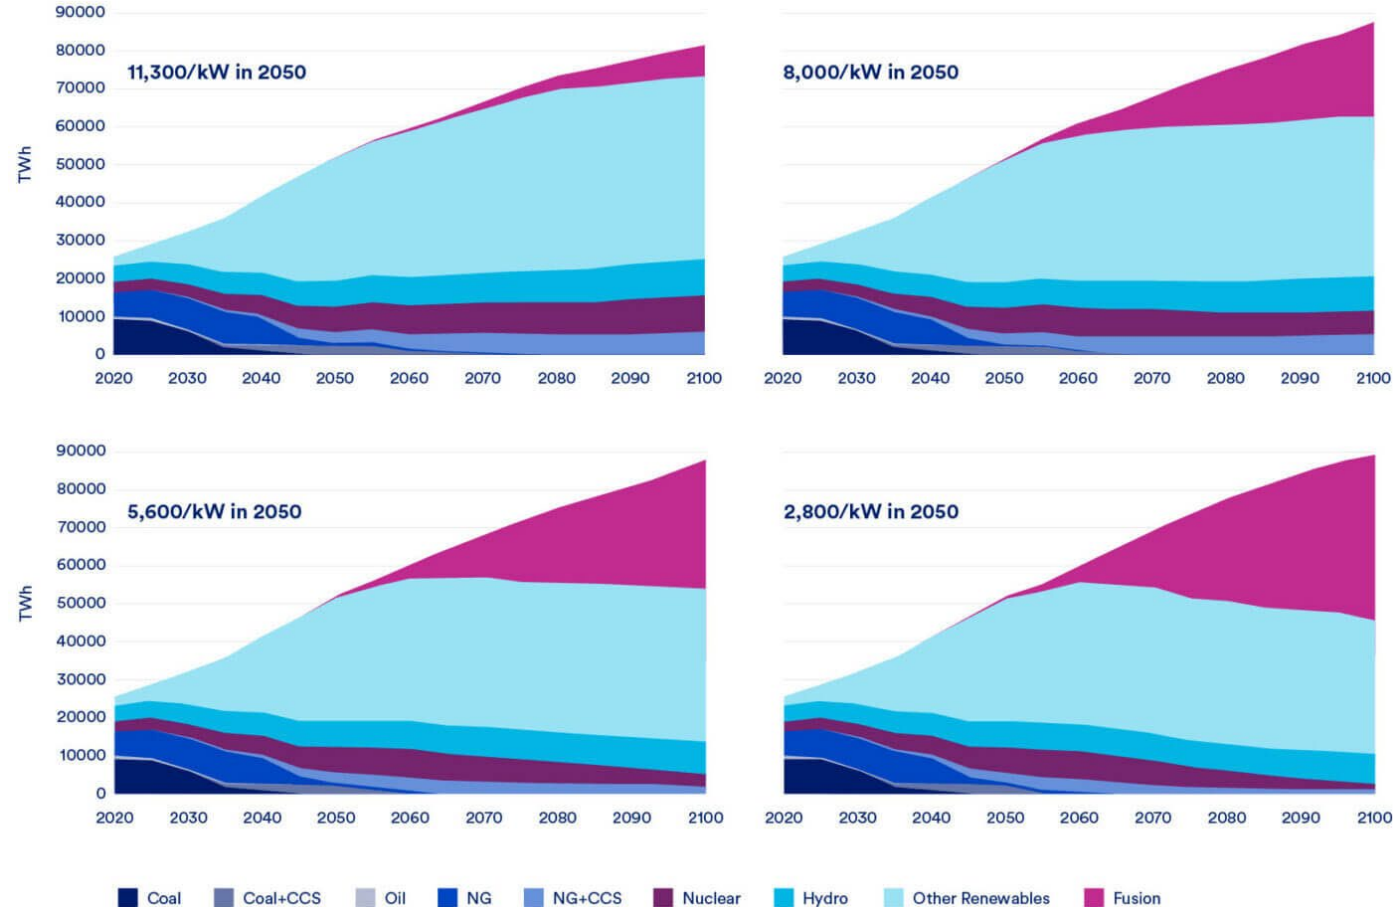 90000
80000
11,300/kW in 2050
8,000/kW in 2050
70000
60000
TWh
50000
40000
30000
20000
10000
0
2020 2030 2040 2050 2060 2070 2080 2090 2100
2020 2030 2040 2050 2060 2070 2080 2090 2100
90000
80000
5,600/kW in 2050
2,800/kW in 2050
70000
60000
TWh
50000
40000
30000
20000
10000
0
2020 2030 2040 2050 2060 2070 2080 2090 2100
2020 2030 2040 2050 2060 2070 2080 2090 2100
Coal Coal+CCS Oil NG NG+CCS Nuclear Hydro Other Renewables Fusion